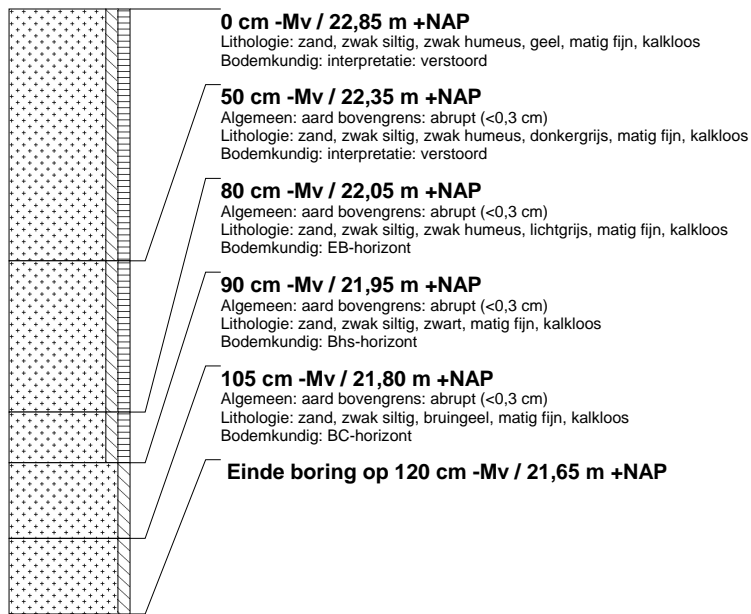 0 cm -Mv / 22,85 m +NAP
Lithologie: zand, zwak siltig, zwak humeus, geel, matig fijn, kalkloos
Bodemkundig: interpretatie: verstoord
50 cm -Mv / 22,35 m +NAP
Algemeen: aard bovengrens: abrupt (<0,3 cm)
Lithologie: zand, zwak siltig, zwak humeus, donkergrijs, matig fijn, kalkloos
Bodemkundig: interpretatie: verstoord
80 cm -Mv / 22,05 m +NAP
Algemeen: aard bovengrens: abrupt (<0,3 cm)
Lithologie: zand, zwak siltig, zwak humeus, lichtgrijs, matig fijn, kalkloos
Bodemkundig: EB-horizont
90 cm -Mv / 21,95 m +NAP
Algemeen: aard bovengrens: abrupt (<0,3 cm)
Lithologie: zand, zwak siltig, zwart, matig fijn, kalkloos
Bodemkundig: Bhs-horizont
105 cm -Mv / 21,80 m +NAP
Algemeen: aard bovengrens: abrupt (<0,3 cm)
Lithologie: zand, zwak siltig, bruingeel, matig fijn, kalkloos
Bodemkundig: BC-horizont
Einde boring op 120 cm -Mv / 21,65 m +NAP